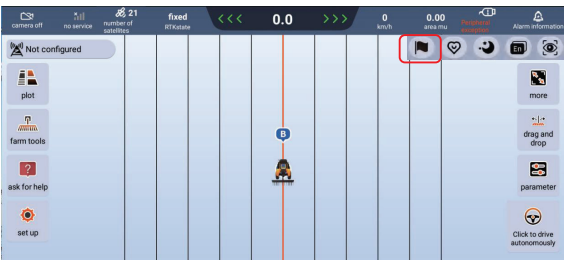 camera off
no service
21
number of
satellites
fixed
RTKstate
<<< 0.0 >>>
0
km/h
0.00
area mu
Peripheral
exception
Alarm information
Not configured
En
plot
more
farm tools
drag and
drop
B
?
ask for help
parameter
set up
Click to drive
autonomously